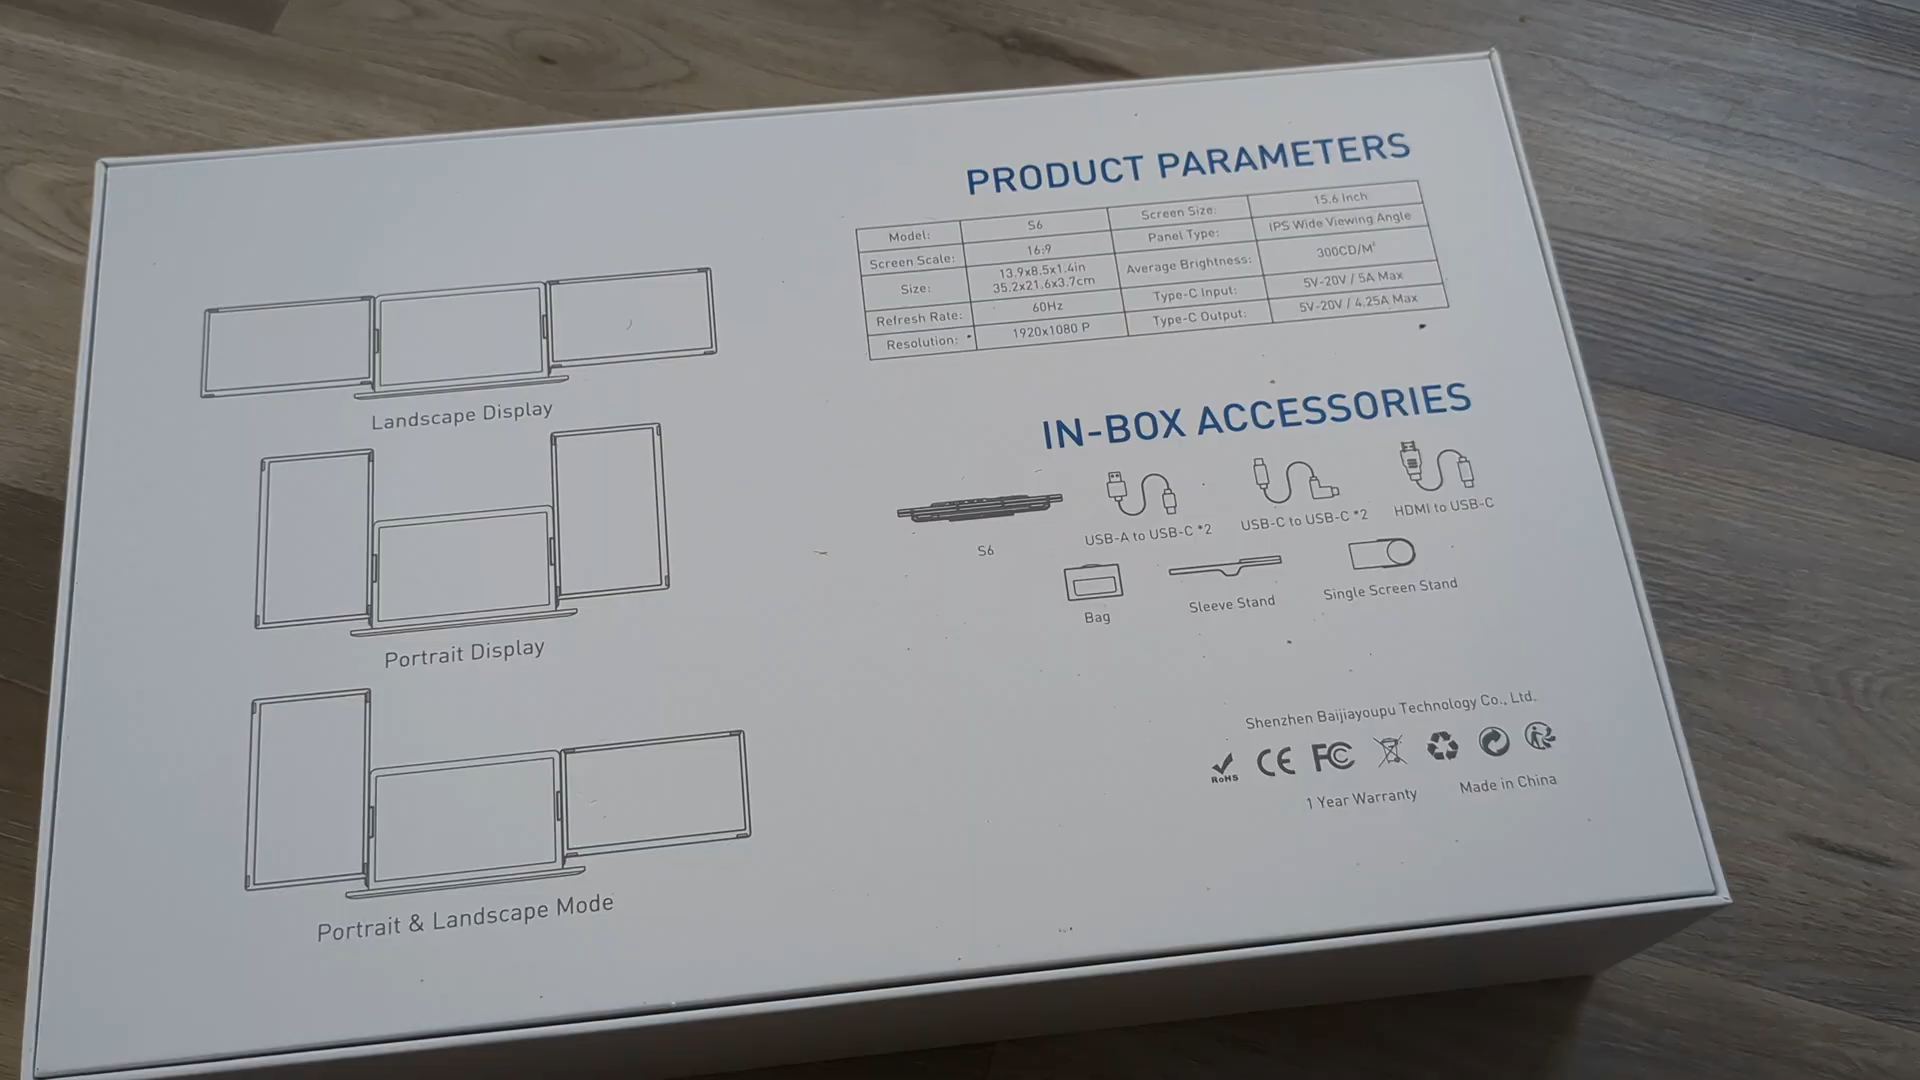 PRODUCT PARAMETERS
Model: S6 Screen Size: 15.6 Inch
Screen Scale: 16:9 Panel Type: IPS Wide Viewing Angle
Size: 13.9x8.5x1.4in 35.2x21.6x3.7cm Average Brightness: 300CD/M²
Refresh Rate: 60Hz Type-C Input: 5V-20V / 5A Max
Resolution: 1920x1080 P Type-C Output: 5V-20V / 4.25A Max
Landscape Display
Portrait Display
Portrait & Landscape Mode
IN-BOX ACCESSORIES
S6
USB-A to USB-C *2
USB-C to USB-C *2
HDMI to USB-C
Bag
Sleeve Stand
Single Screen Stand
Shenzhen Baijiayoupu Technology Co., Ltd.
RoHS CE FC
1 Year Warranty
Made in China